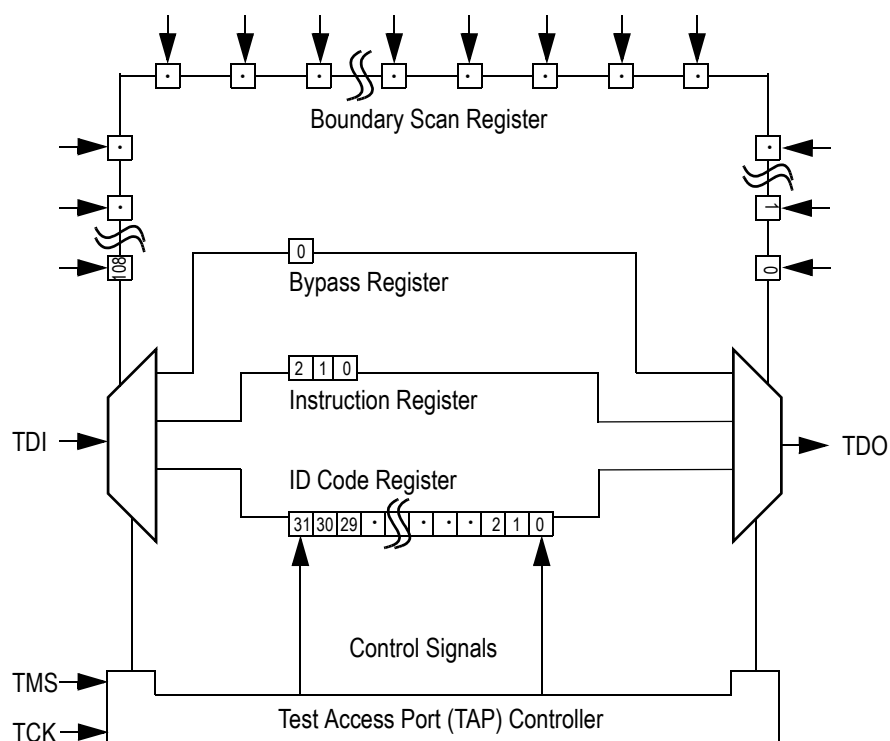 · · · · · · · ·
Boundary Scan Register
· ·
· 1
108 0
0
Bypass Register
2 1 0
Instruction Register
TDI TDO
ID Code Register
31 30 29 · · · · 2 1 0
Control Signals
TMS
Test Access Port (TAP) Controller
TCK